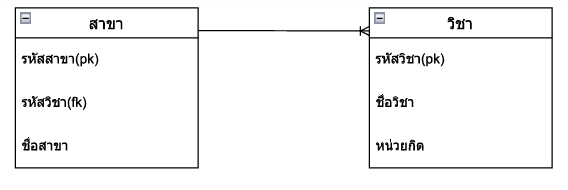 สาขา
รหัสสาขา(pk)
รหัสวิชา(fk)
ชื่อสาขา
วิชา
รหัสวิชา(pk)
ชื่อวิชา
หน่วยกิต